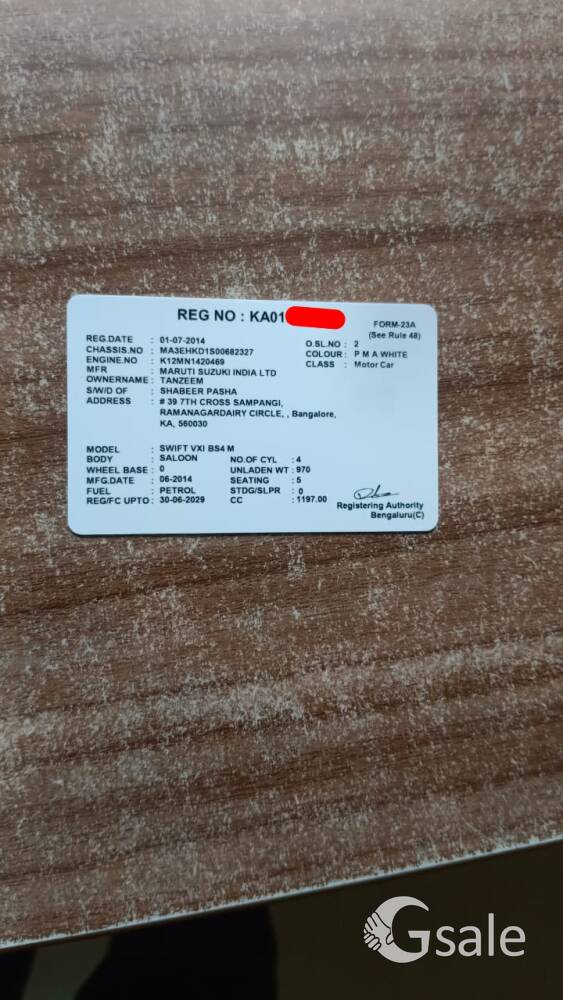 REG NO : KA01
FORM-23A
(See Rule 48)
REG.DATE : 01-07-2014 O.SL.NO : 2
CHASSIS.NO : MA3EHKD1S00682327 COLOUR : P M A WHITE
ENGINE.NO : K12MN1420469 CLASS : Motor Car
MFR : MARUTI SUZUKI INDIA LTD
OWNERNAME : TANZEEM
S/W/D OF : SHABEER PASHA
ADDRESS : # 39 7TH CROSS SAMPANGI,
RAMANAGARDAIRY CIRCLE, , Bangalore,
KA, 560030
MODEL : SWIFT VXI BS4 M
BODY : SALOON NO.OF CYL : 4
WHEEL BASE : 0 UNLADEN WT : 970
MFG.DATE : 06-2014 SEATING : 5
FUEL : PETROL STDG/SLPR : 0
REG/FC UPTO : 30-06-2029 CC : 1197.00
Registering Authority
Bengaluru(C)
Gsale